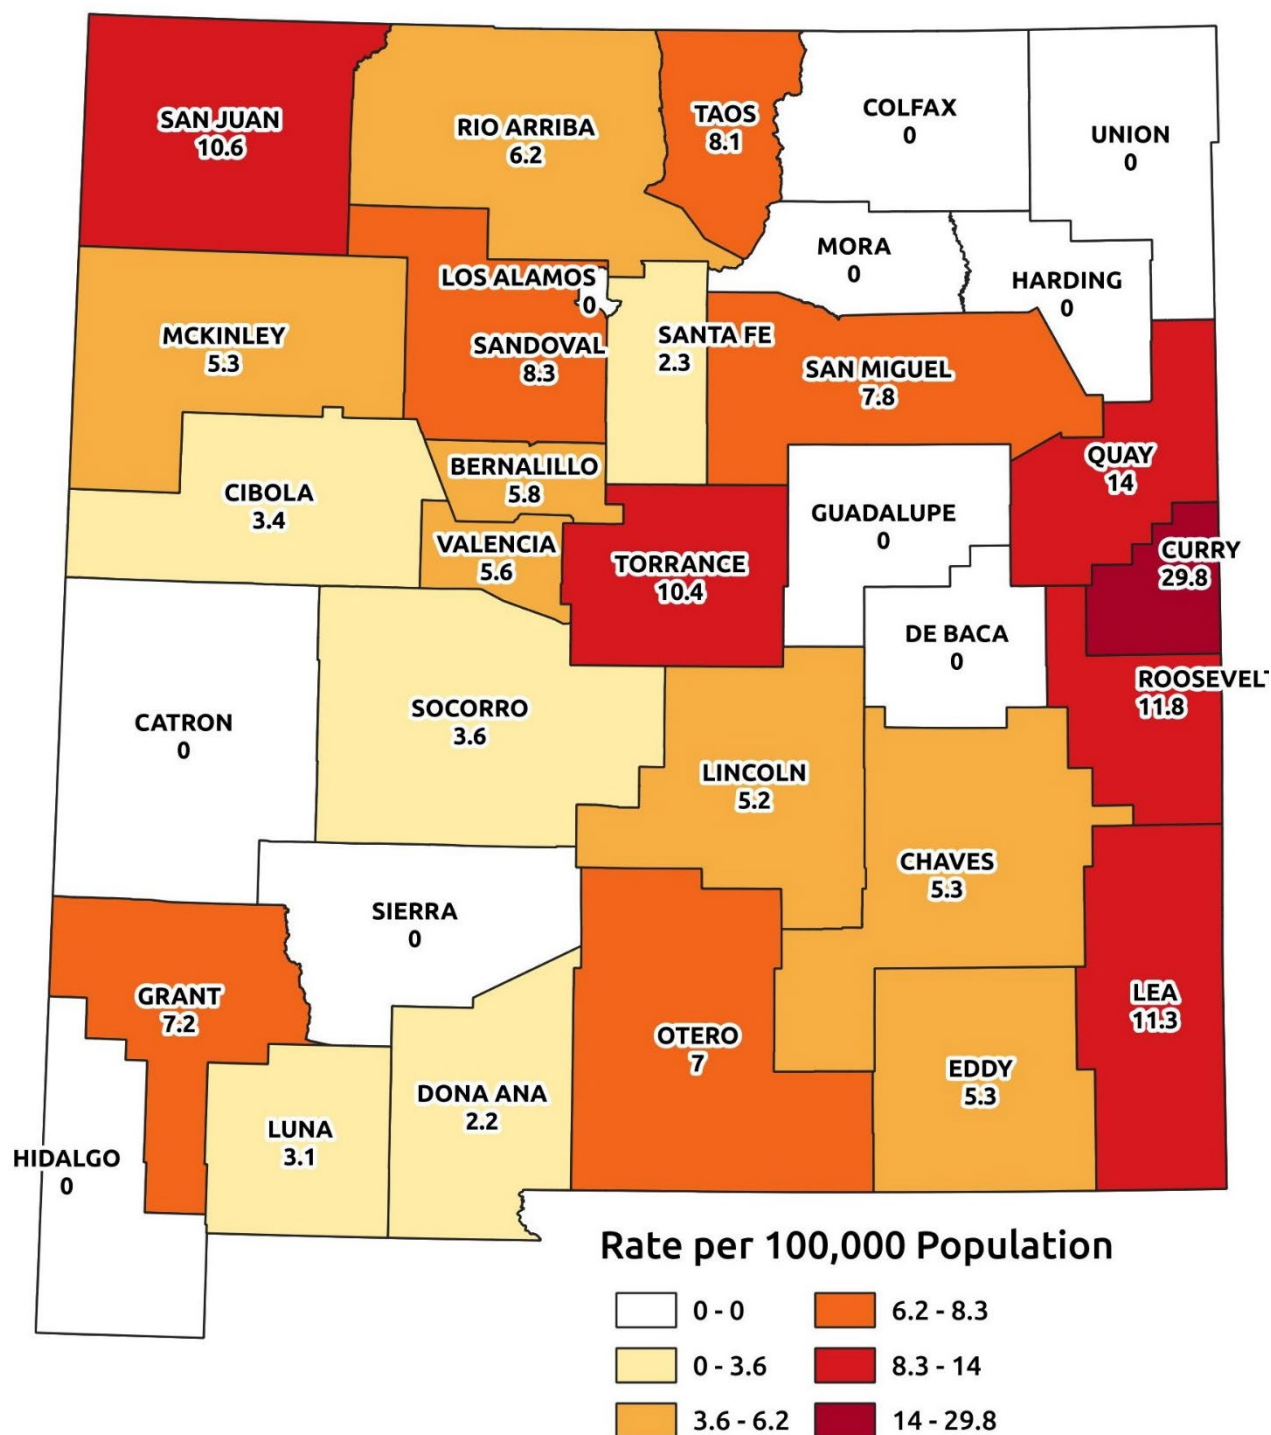 SAN JUAN
10.6
RIO ARRIBA
6.2
TAOS
8.1
COLFAX
0
UNION
0
MORA
0
HARDING
0
LOS ALAMOS
0
MCKINLEY
5.3
SANDOVAL
8.3
SANTA FE
2.3
SAN MIGUEL
7.8
QUAY
14
BERNALILLO
5.8
CIBOLA
3.4
GUADALUPE
0
VALENCIA
5.6
TORRANCE
10.4
CURRY
29.8
DE BACA
0
ROOSEVELT
11.8
CATRON
0
SOCORRO
3.6
LINCOLN
5.2
CHAVES
5.3
SIERRA
0
GRANT
7.2
LEA
11.3
OTERO
7
EDDY
5.3
DONA ANA
2.2
LUNA
3.1
HIDALGO
0
Rate per 100,000 Population
0 - 0
6.2 - 8.3
0 - 3.6
8.3 - 14
3.6 - 6.2
14 - 29.8